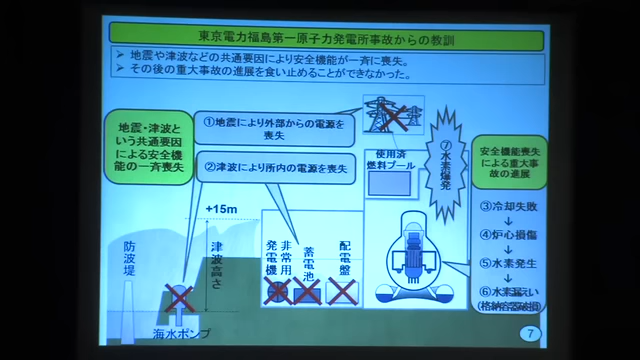 東京電力福島第一原子力発電所事故からの教訓
➢ 地震や津波などの共通要因により安全機能が一斉に喪失。
➢ その後の重大事故の進展を食い止めることができなかった。
地震・津波と
いう共通要因
による安全機
能の一斉喪失
①地震により外部からの電源を
喪失
②津波により所内の電源を喪失
使用済
燃料プール
⑦水素爆発
安全機能喪失
による重大事
故の進展
③冷却失敗
↓
④炉心損傷
↓
⑤水素発生
↓
⑥水素漏えい
(格納容器破損)
+15m
防波堤
津波高さ
海水ポンプ
非常用
発電機
蓄電池
配電盤
7